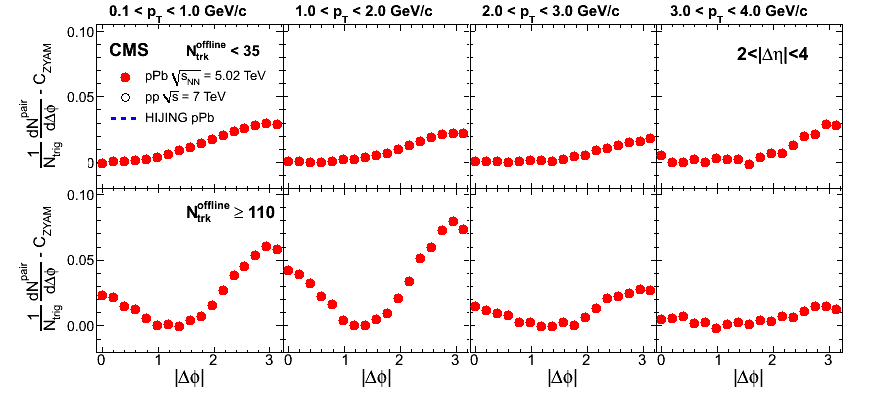 0.1 < p_T < 1.0 GeV/c 1.0 < p_T < 2.0 GeV/c 2.0 < p_T < 3.0 GeV/c 3.0 < p_T < 4.0 GeV/c
0.10
CMS N_trk^offline < 35 2<|Δη|<4
pPb √s_NN = 5.02 TeV
pp √s = 7 TeV
HIJING pPb
0.05
0
1/N_trig dN^pair/dΔϕ - C_ZYAM
0.10
N_trk^offline ≥ 110
0.05
0.00
1/N_trig dN^pair/dΔϕ - C_ZYAM
0 1 2 3 0 1 2 3 0 1 2 3 0 1 2 3
|Δϕ| |Δϕ| |Δϕ| |Δϕ|